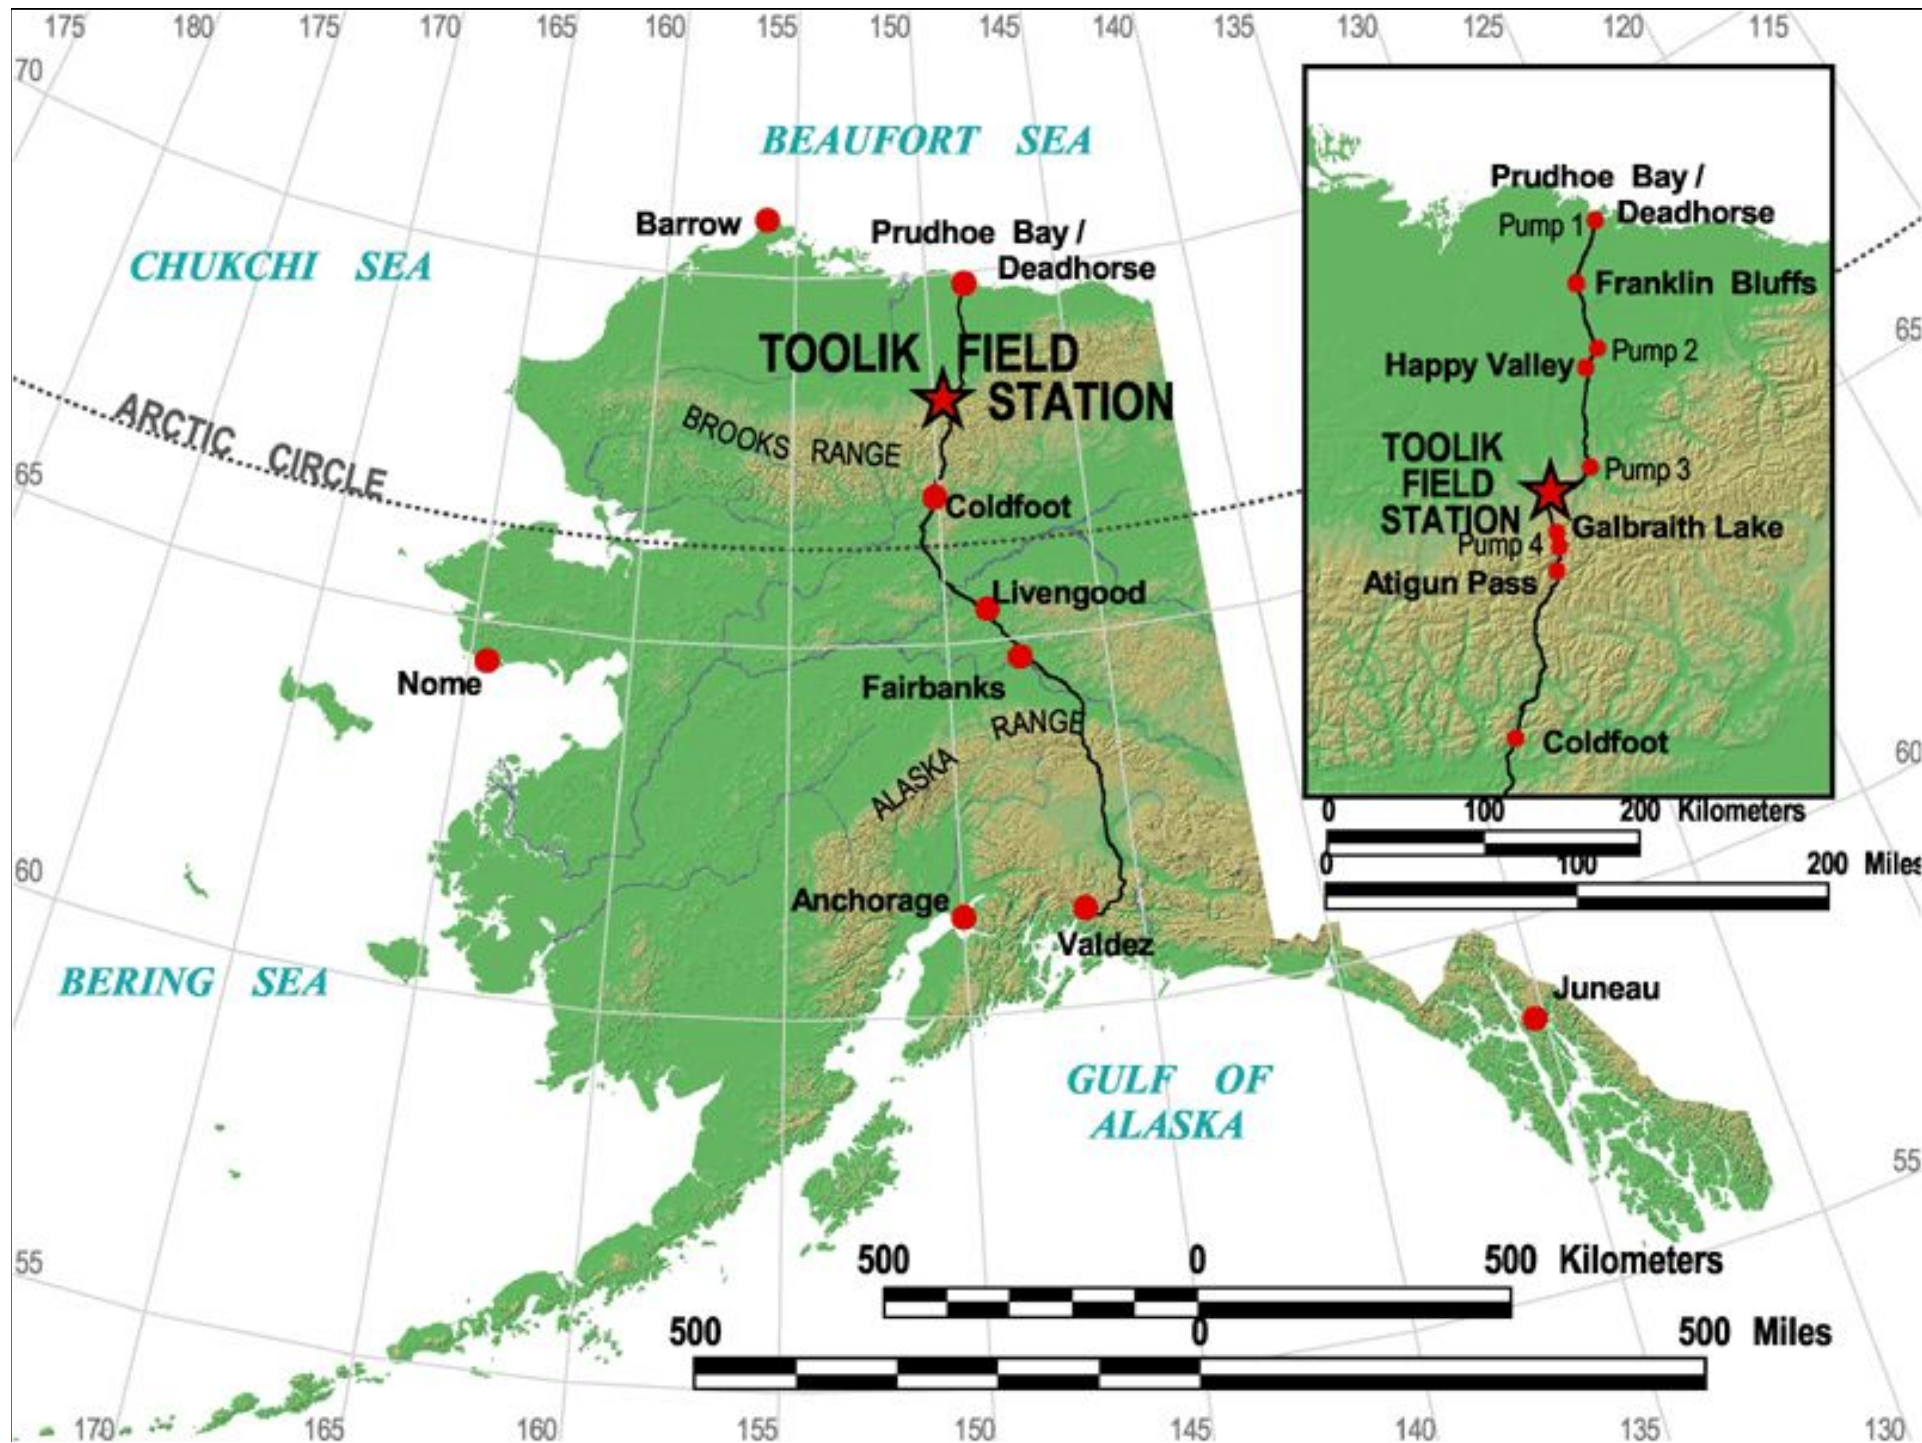 175 180 175 170 165 160 155 150 145 140 135 130 125 120 115
70
BEAUFORT SEA
Barrow
Prudhoe Bay /
Deadhorse
CHUKCHI SEA
TOOLIK FIELD
STATION
BROOKS RANGE
ARCTIC CIRCLE
65
Coldfoot
Livengood
Nome
Fairbanks
ALASKA RANGE
60
Anchorage
Valdez
BERING SEA
Juneau
GULF OF
ALASKA
55
Prudhoe Bay /
Pump 1
Deadhorse
Franklin Bluffs
Pump 2
Happy Valley
TOOLIK
FIELD
STATION
Pump 3
Galbraith Lake
Pump 4
Atigun Pass
Coldfoot
0 100 200 Kilometers
0 100 200 Miles
65
60
55
500 0 500 Kilometers
500 0 500 Miles
170 165 160 155 150 145 140 135 130